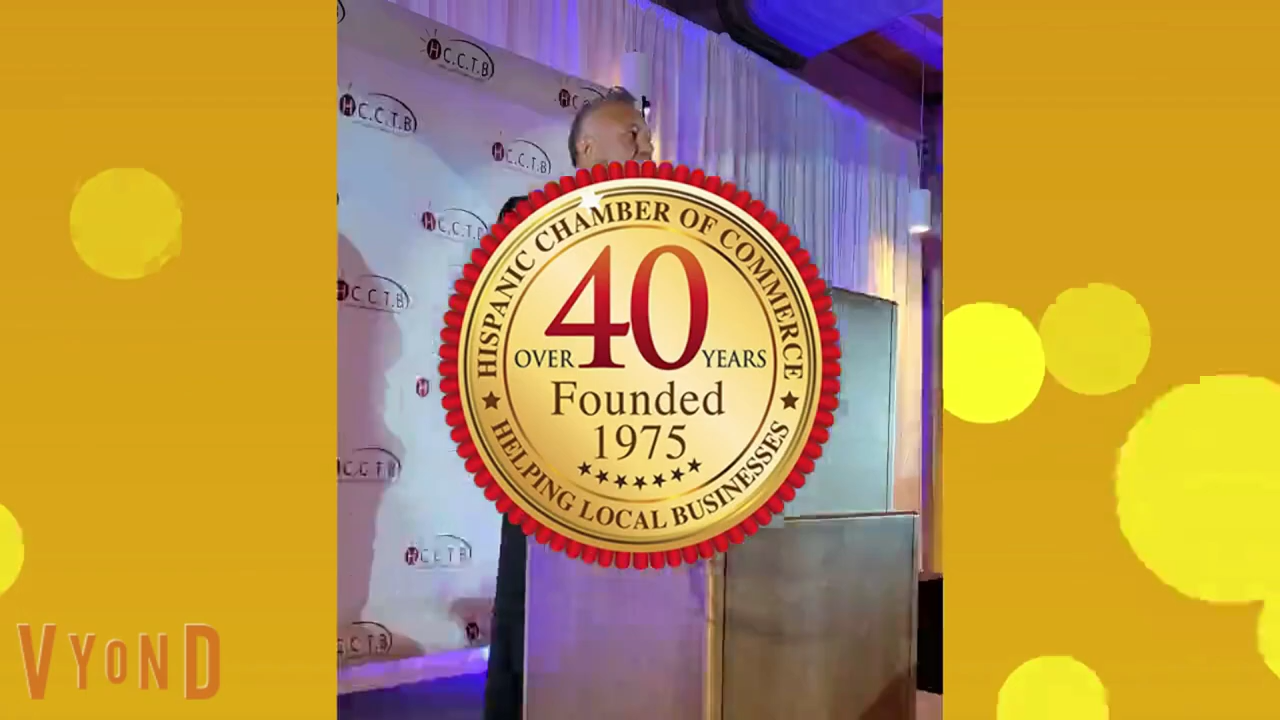 H C.C.T.B
H C.C.T.B
H C.C.T.B
HISPANIC CHAMBER OF COMMERCE
40
OVER YEARS
Founded
1975
HELPING LOCAL BUSINESSES
H C.C.T.B
VYOND